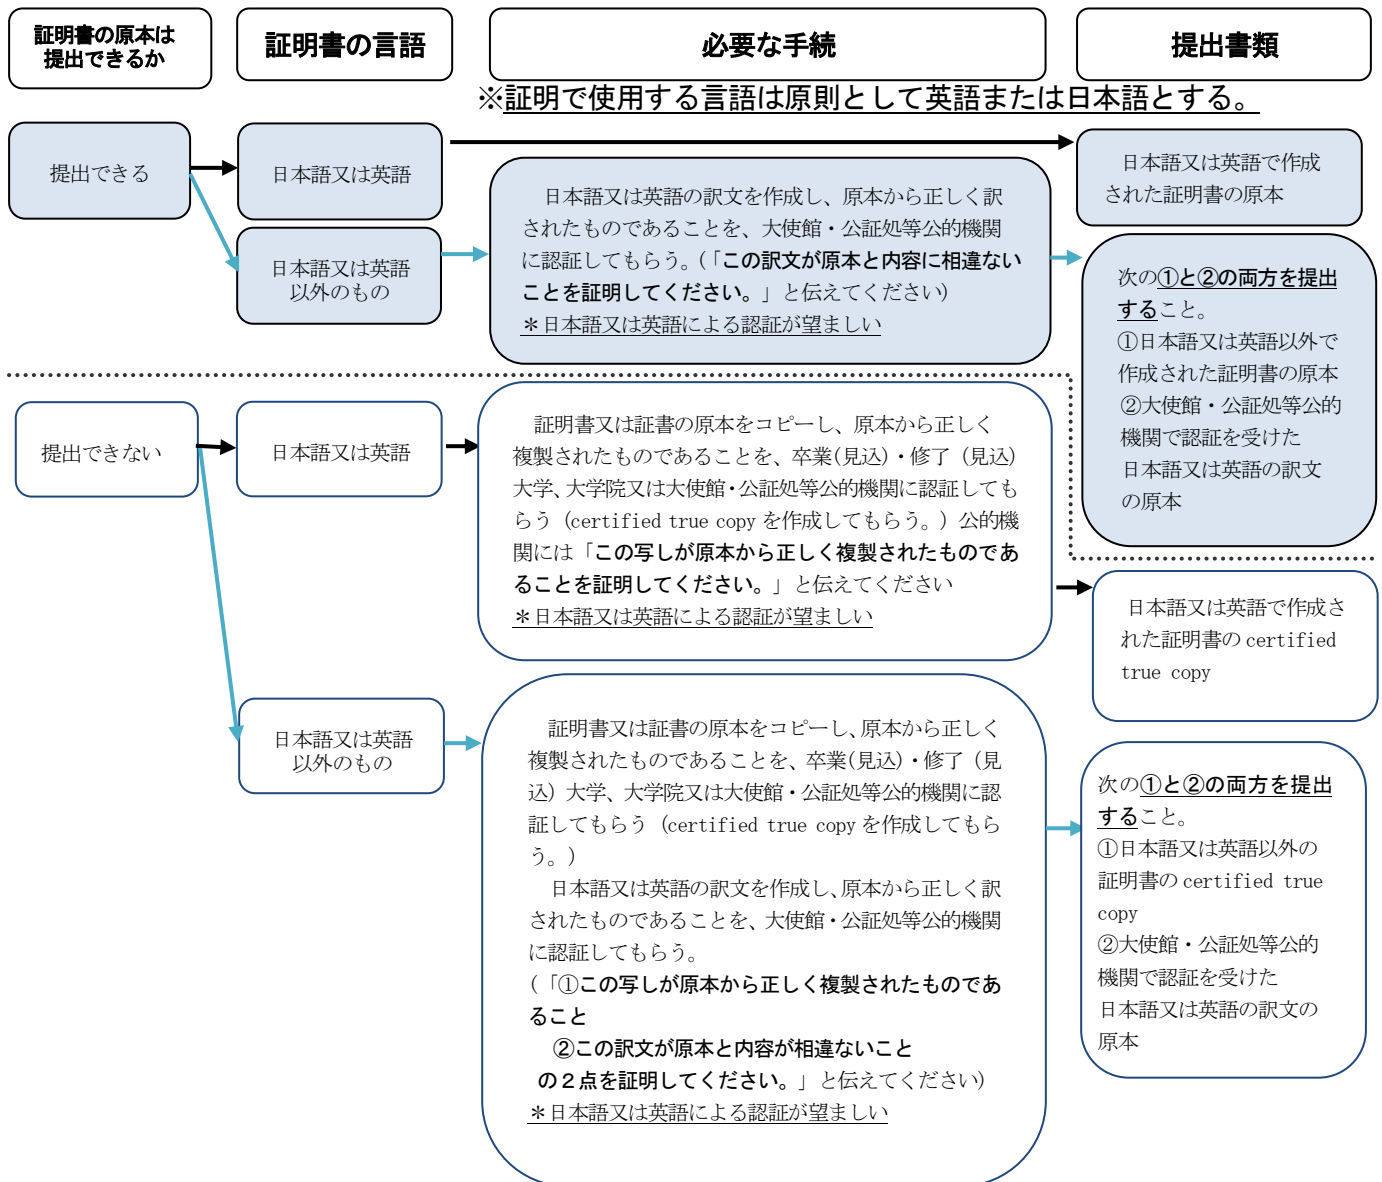 証明書の原本は
提出できるか
証明書の言語
必要な手続
提出書類
※証明で使用する言語は原則として英語または日本語とする。
提出できる
日本語又は英語
日本語又は英語で作成
された証明書の原本
日本語又は英語
以外のもの
日本語又は英語の訳文を作成し、原本から正しく訳
されたものであることを、大使館・公証処等公的機関
に認証してもらう。(「この訳文が原本と内容に相違ない
ことを証明してください。」と伝えてください)
＊日本語又は英語による認証が望ましい
次の①と②の両方を提出
すること。
①日本語又は英語以外で
作成された証明書の原本
②大使館・公証処等公的
機関で認証を受けた
日本語又は英語の訳文
の原本
提出できない
日本語又は英語
証明書又は証書の原本をコピーし、原本から正しく
複製されたものであることを、卒業(見込)・修了（見込）
大学、大学院又は大使館・公証処等公的機関に認証しても
らう（certified true copy を作成してもらう。）公的機
関には「この写しが原本から正しく複製されたものであ
ることを証明してください。」と伝えてください
＊日本語又は英語による認証が望ましい
日本語又は英語で作成さ
れた証明書の certified
true copy
日本語又は英語
以外のもの
証明書又は証書の原本をコピーし、原本から正しく
複製されたものであることを、卒業(見込)・修了（見
込）大学、大学院又は大使館・公証処等公的機関に認
証してもらう（certified true copy を作成してもら
う。）
日本語又は英語の訳文を作成し、原本から正しく訳
されたものであることを、大使館・公証処等公的機関
に認証してもらう。
(「①この写しが原本から正しく複製されたものであ
ること
②この訳文が原本と内容が相違ないこと
の２点を証明してください。」と伝えてください)
＊日本語又は英語による認証が望ましい
次の①と②の両方を提出
すること。
①日本語又は英語以外の
証明書の certified true
copy
②大使館・公証処等公的
機関で認証を受けた
日本語又は英語の訳文の
原本